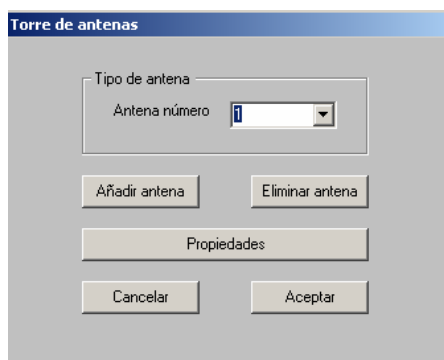 Torre de antenas
Tipo de antena
Antena número 1
Añadir antena Eliminar antena
Propiedades
Cancelar Aceptar